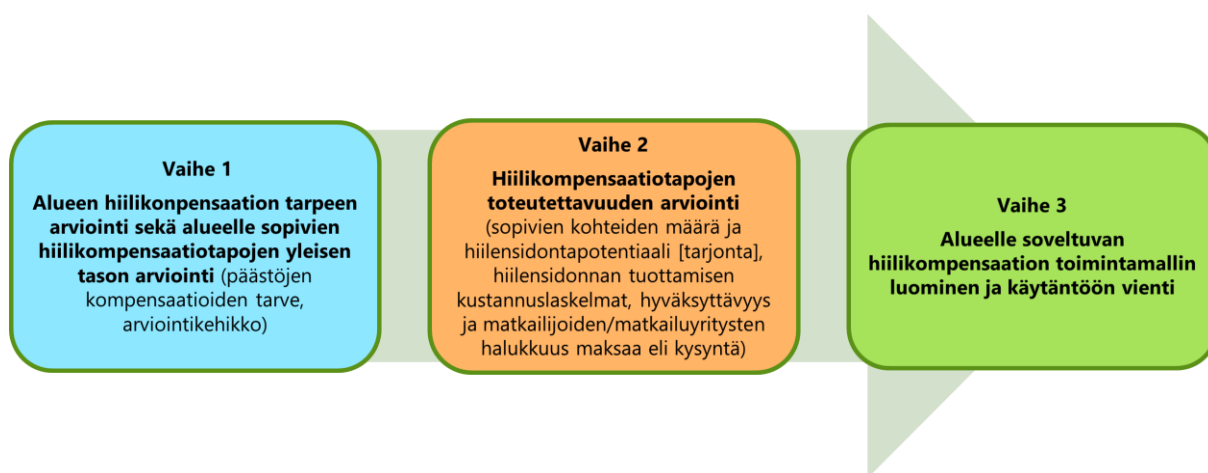 Vaihe 1
Alueen hiilikonpensaation tarpeen
arviointi sekä alueelle sopivien
hiilikompensaatiotapojen yleisen
tason arviointi (päästöjen
kompensaatioiden tarve,
arviointikehikko)
Vaihe 2
Hiilikompensaatiotapojen
toteutettavuuden arviointi
(sopivien kohteiden määrä ja
hiilensidontapotentiaali [tarjonta],
hiilensidonnan tuottamisen
kustannuslaskelmat, hyväksyttävyys
ja matkailijoiden/matkailuyritysten
halukkuus maksaa eli kysyntä)
Vaihe 3
Alueelle soveltuvan
hiilikompensaation toimintamallin
luominen ja käytäntöön vienti